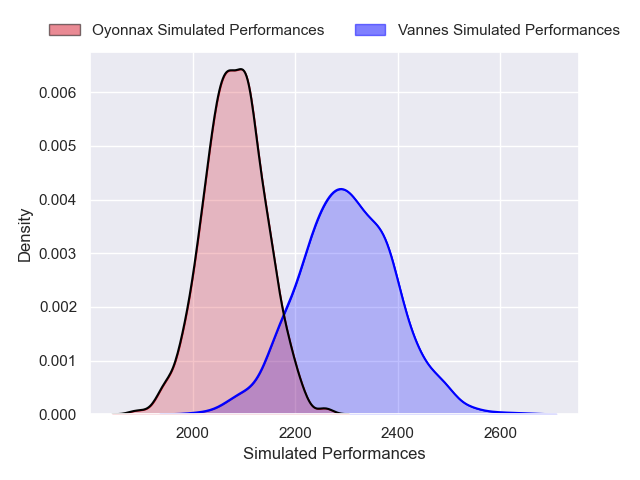 Oyonnax Simulated Performances
Vannes Simulated Performances
0.006
0.005
0.004
0.003
0.002
0.001
0.000
Density
2000
2200
2400
2600
Simulated Performances